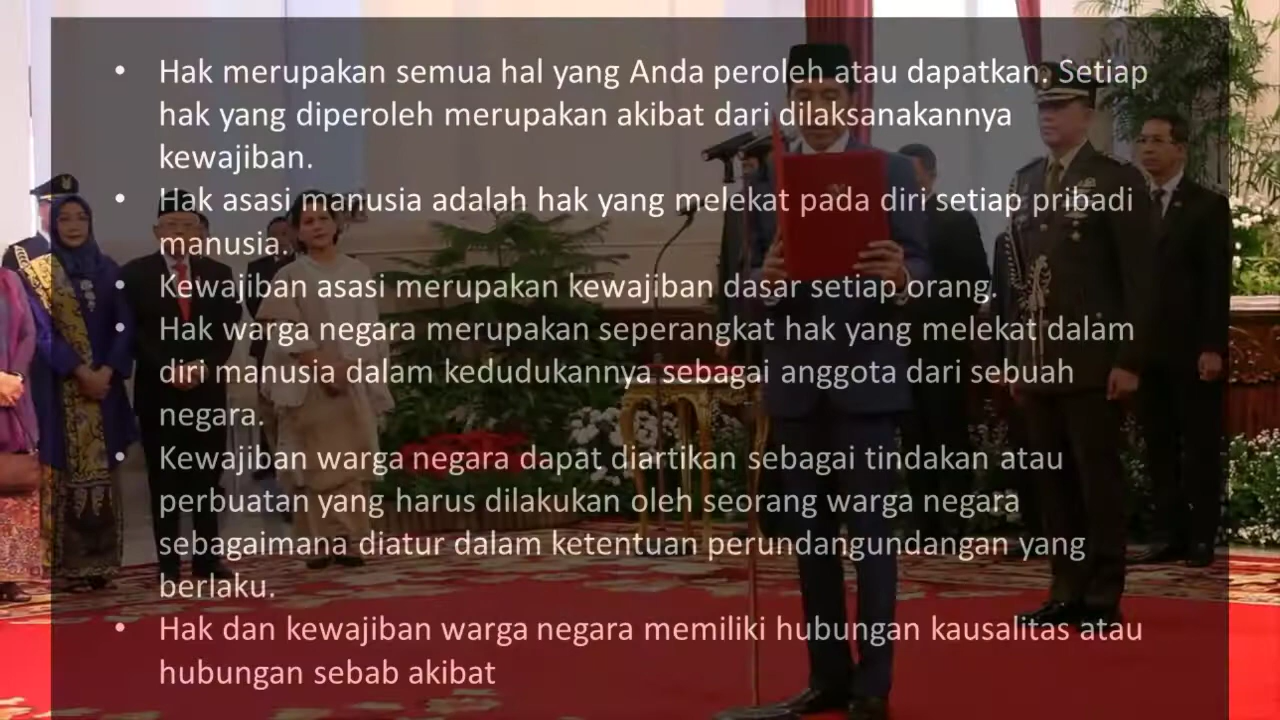 • Hak merupakan semua hal yang Anda peroleh atau dapatkan. Setiap
hak yang diperoleh merupakan akibat dari dilaksanakannya
kewajiban.
• Hak asasi manusia adalah hak yang melekat pada diri setiap pribadi
manusia.
• Kewajiban asasi merupakan kewajiban dasar setiap orang.
• Hak warga negara merupakan seperangkat hak yang melekat dalam
diri manusia dalam kedudukannya sebagai anggota dari sebuah
negara.
• Kewajiban warga negara dapat diartikan sebagai tindakan atau
perbuatan yang harus dilakukan oleh seorang warga negara
sebagaimana diatur dalam ketentuan perundangundangan yang
berlaku.
• Hak dan kewajiban warga negara memiliki hubungan kausalitas atau
hubungan sebab akibat